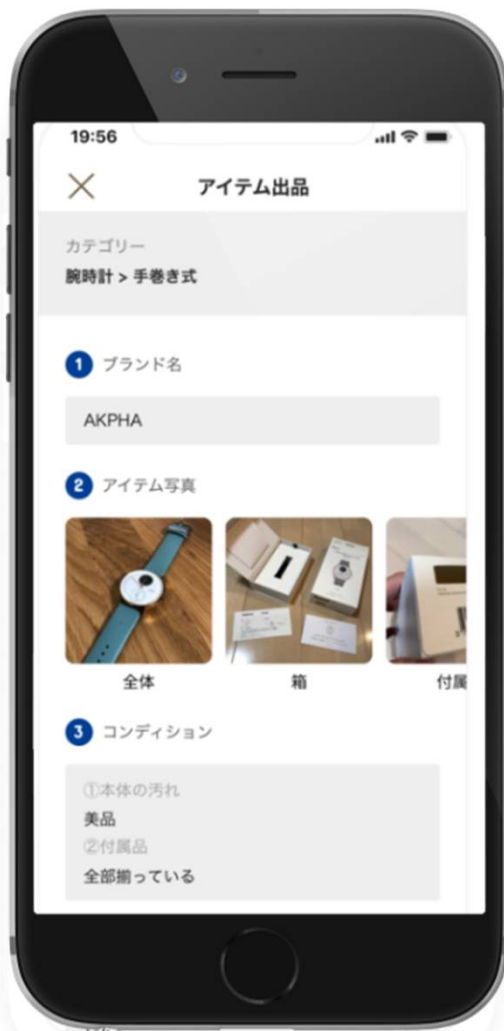 19:56
アイテム出品
カテゴリー
腕時計 > 手巻き式
1 ブランド名
AKPHA
2 アイテム写真
全体
箱
付属
3 コンディション
①本体の汚れ
美品
②付属品
全部揃っている